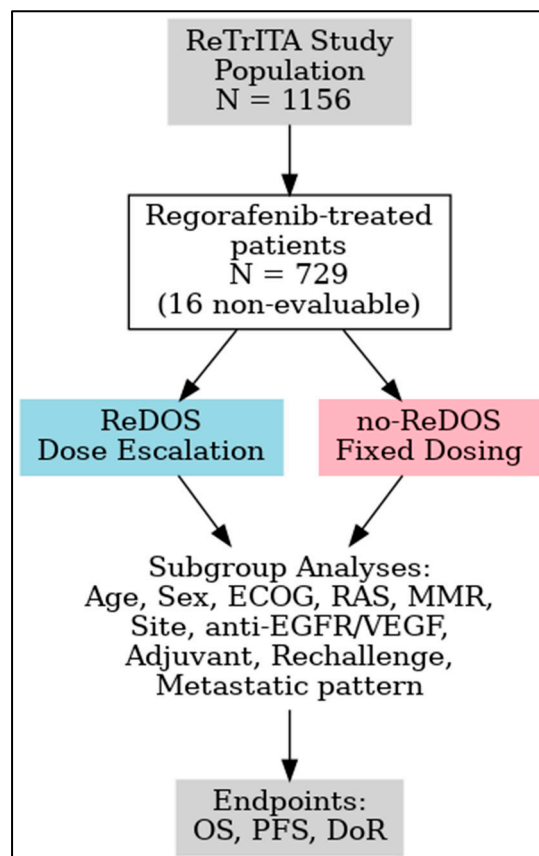 ReTrITA Study
Population
N = 1156
Regorafenib-treated
patients
N = 729
(16 non-evaluable)
ReDOS
Dose Escalation
no-ReDOS
Fixed Dosing
Subgroup Analyses:
Age, Sex, ECOG, RAS, MMR,
Site, anti-EGFR/VEGF,
Adjuvant, Rechallenge,
Metastatic pattern
Endpoints:
OS, PFS, DoR